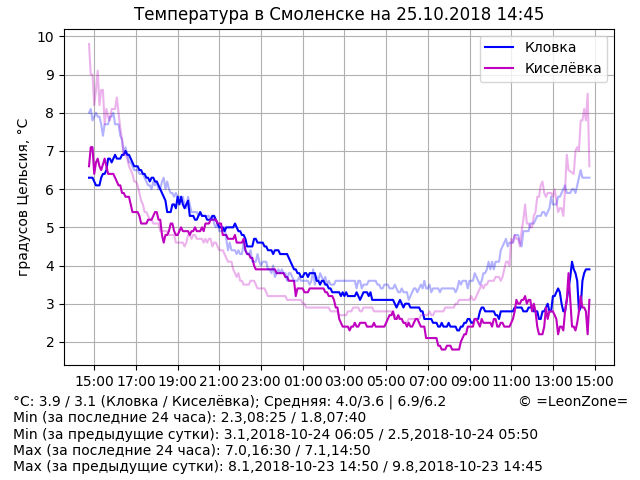 Температура в Смоленске на 25.10.2018 14:45
10
9
8
7
6
5
4
3
2
градусов Цельсия, °C
Кловка
Киселёвка
15:00 17:00 19:00 21:00 23:00 01:00 03:00 05:00 07:00 09:00 11:00 13:00 15:00
°C: 3.9 / 3.1 (Кловка / Киселёвка); Средняя: 4.0/3.6 | 6.9/6.2 © =LeonZone=
Min (за последние 24 часа): 2.3,08:25 / 1.8,07:40
Min (за предыдущие сутки): 3.1,2018-10-24 06:05 / 2.5,2018-10-24 05:50
Max (за последние 24 часа): 7.0,16:30 / 7.1,14:50
Max (за предыдущие сутки): 8.1,2018-10-23 14:50 / 9.8,2018-10-23 14:45